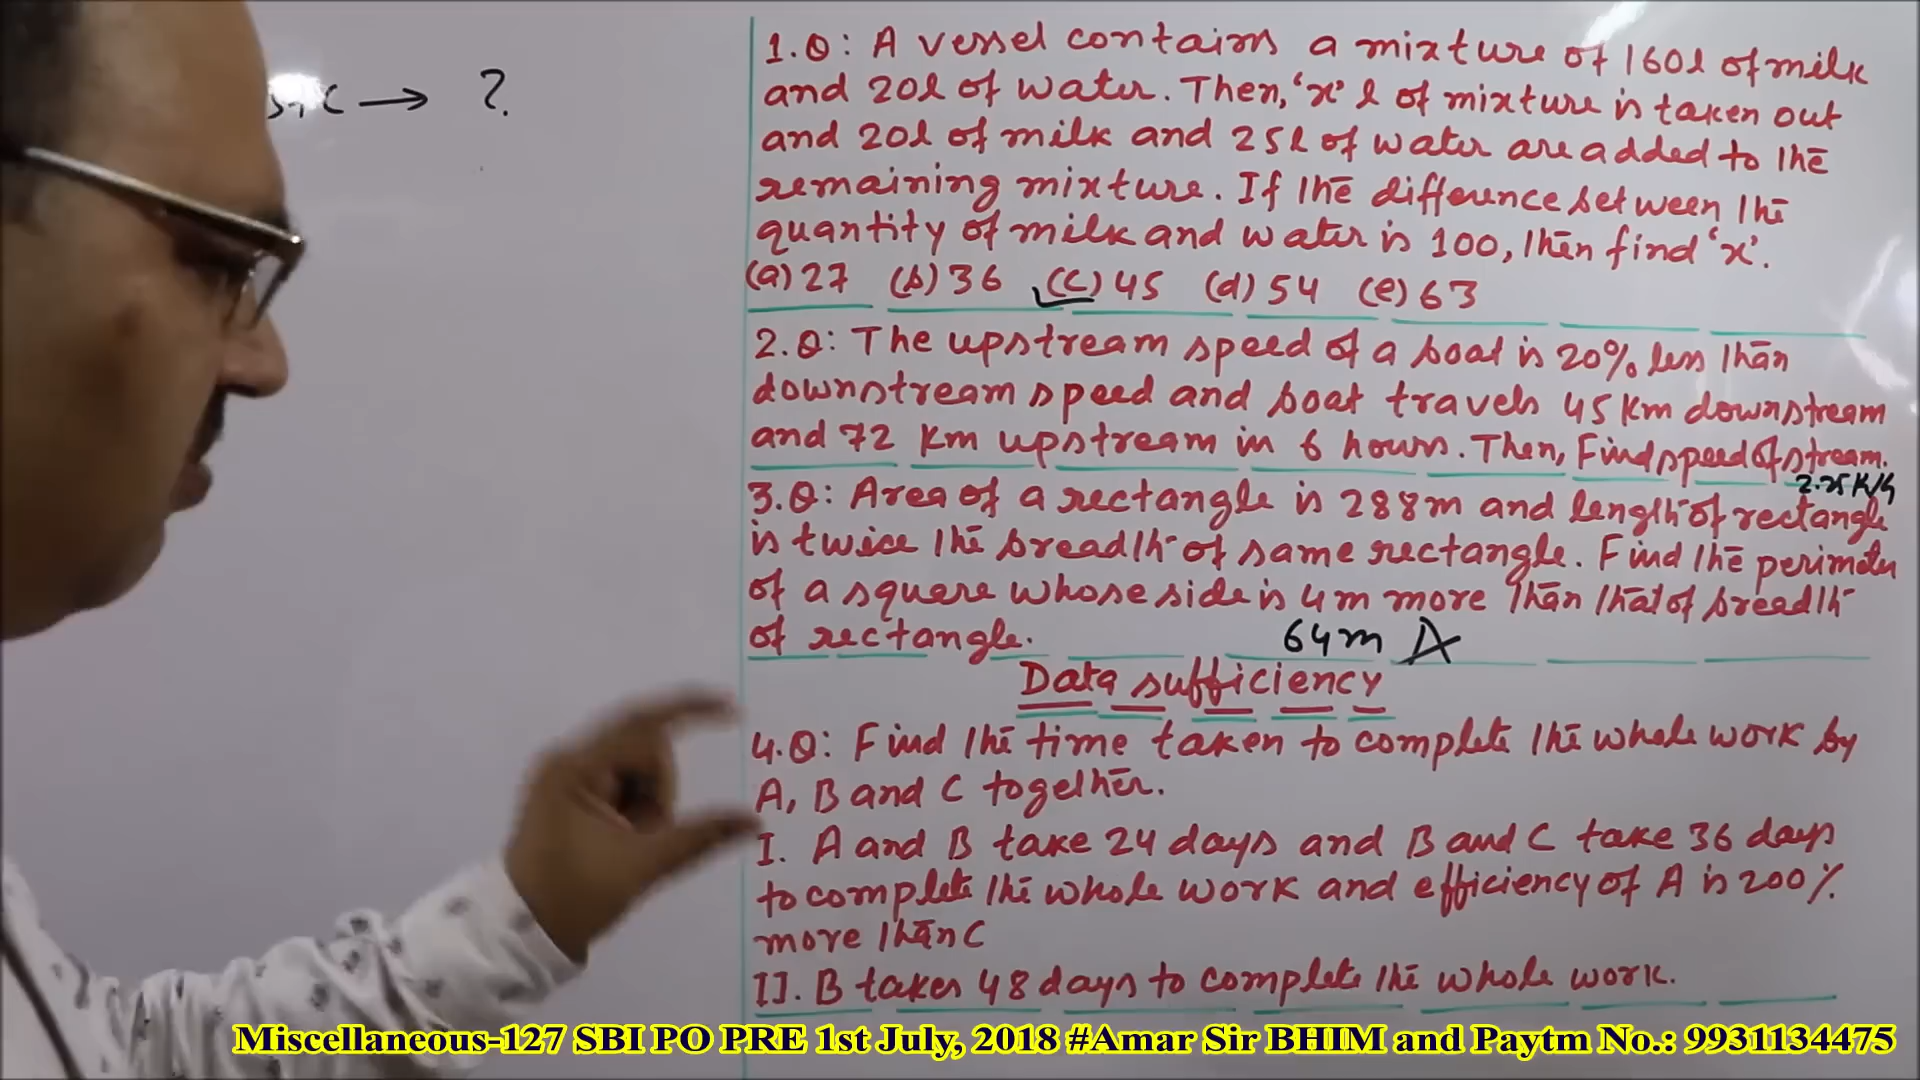 → ?
1.Q: A vessel contains a mixture of 160l of milk
and 20l of water. Then, 'x' l of mixture is taken out
and 20l of milk and 25l of water are added to the
remaining mixture. If the difference between the
quantity of milk and water is 100, then find 'x'.
(a) 27 (b) 36 (c) 45 (d) 54 (e) 63
2.Q: The upstream speed of a boat is 20% less than
downstream speed and boat travels 45 Km downstream
and 72 Km upstream in 6 hours. Then, Find speed of stream.
2.25 K/h
3.Q: Area of a rectangle is 288m and length of rectangle
is twice the breadth of same rectangle. Find the perimeter
of a square whose side is 4m more than that of breadth
of rectangle.
64m A
Data sufficiency
4.Q: Find the time taken to complete the whole work by
A, B and C together.
I. A and B take 24 days and B and C take 36 days
to complete the whole work and efficiency of A is 200%
more than C
II. B takes 48 days to complete the whole work.
Miscellaneous-127 SBI PO PRE 1st July, 2018 #Amar Sir BHIM and Paytm No.: 9931134475